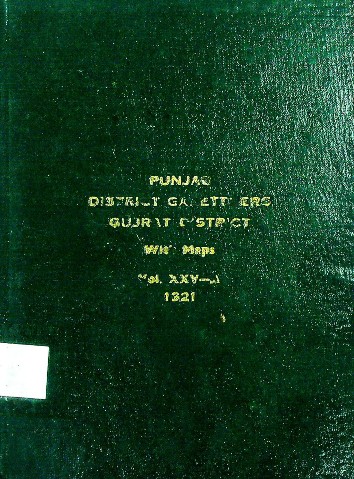 PUNJAB
DISTRICT GAZETTEERS
GUJRAT DISTRICT
With Maps
Vol. XXV—A
1921